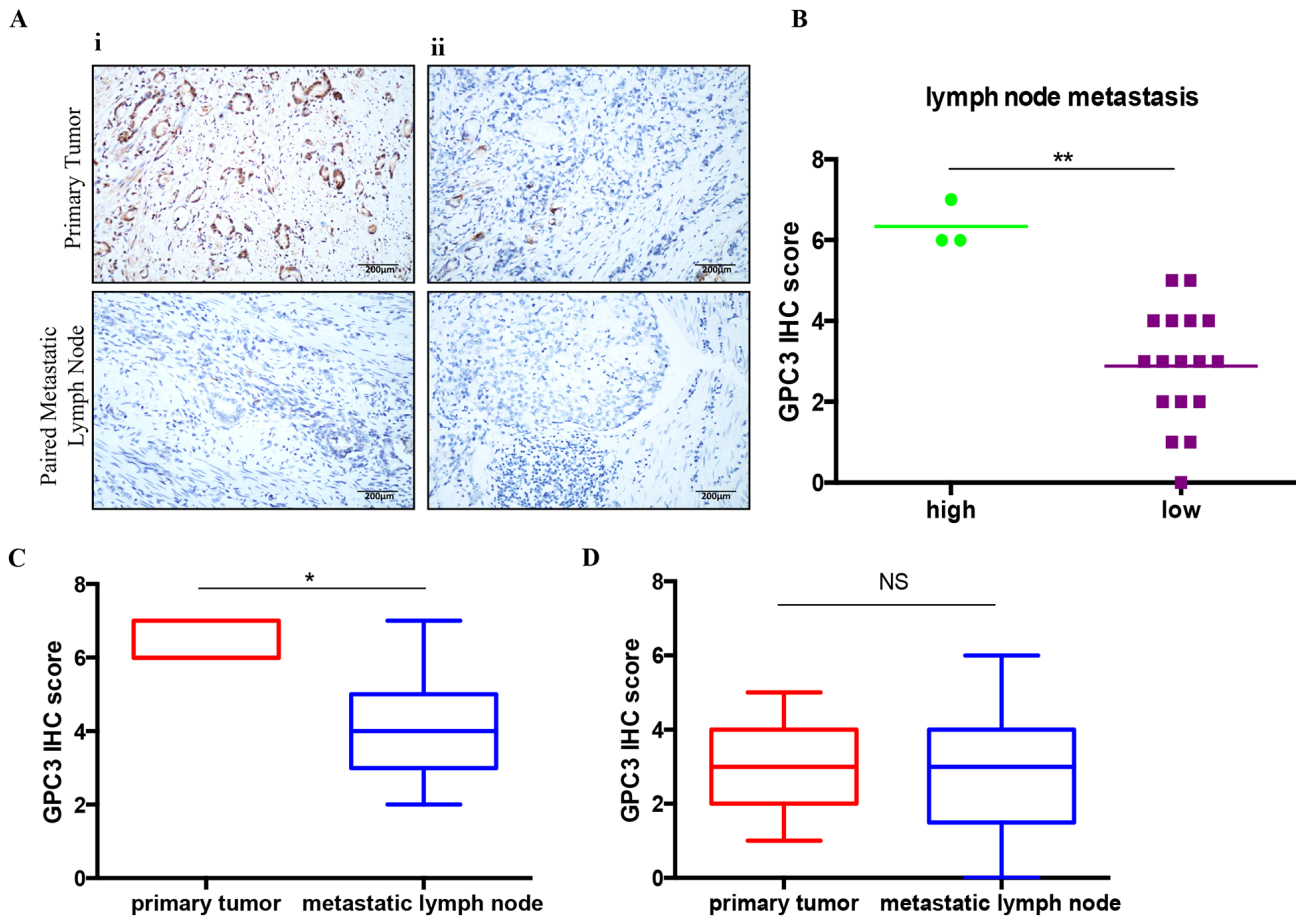 A
i
ii
Primary Tumor
200μm
200μm
Paired Metastatic
Lymph Node
200μm
200μm
B
lymph node metastasis
**
GPC3 IHC score
8
6
4
2
0
high
low
C
*
GPC3 IHC score
8
6
4
2
0
primary tumor
metastatic lymph node
D
NS
GPC3 IHC score
8
6
4
2
0
primary tumor
metastatic lymph node